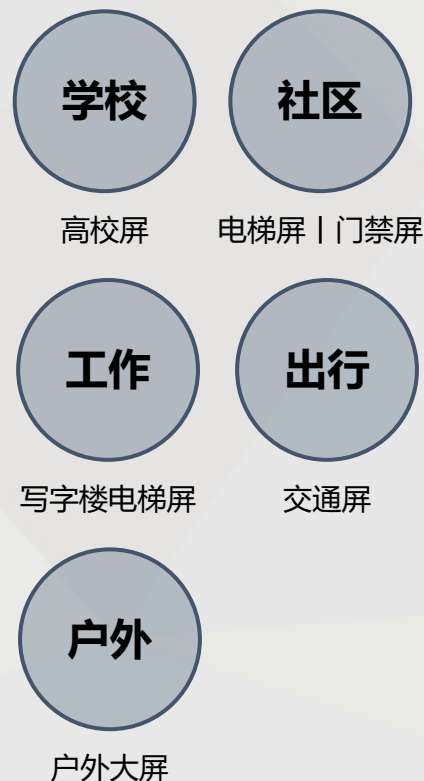 学校
社区
高校屏
电梯屏丨门禁屏
工作
出行
写字楼电梯屏
交通屏
户外
户外大屏